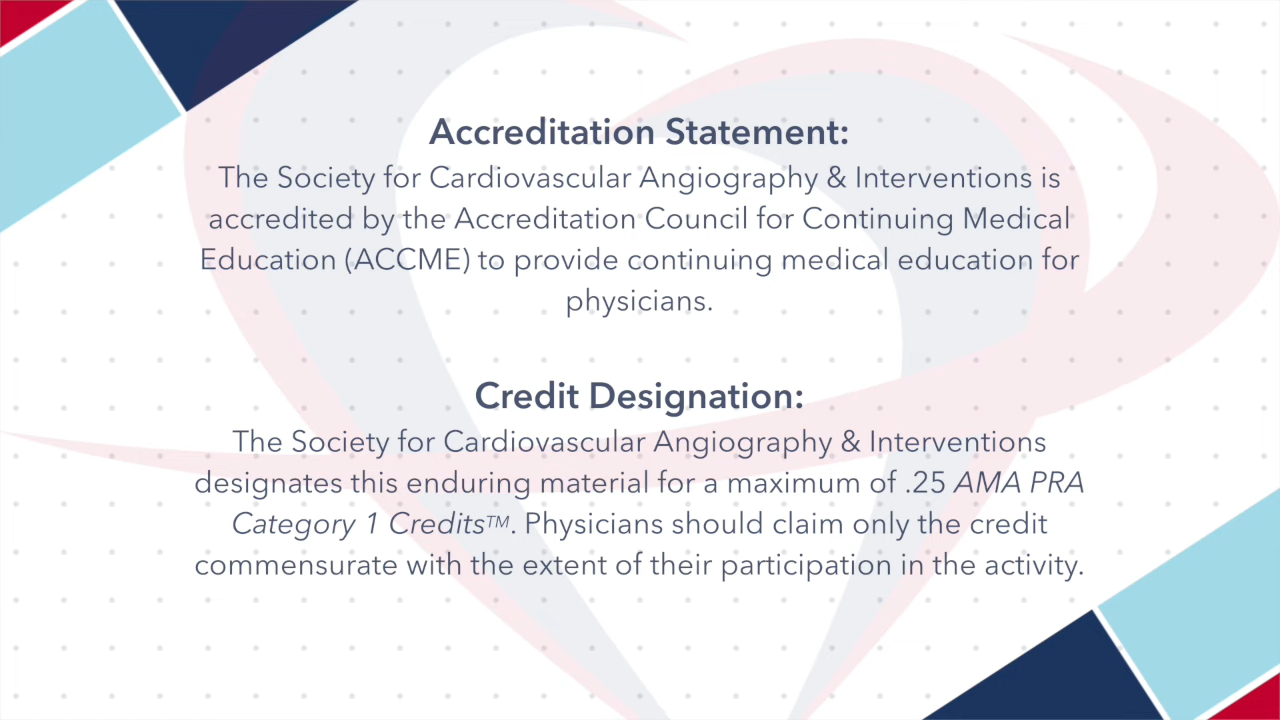 Accreditation Statement:
The Society for Cardiovascular Angiography & Interventions is
accredited by the Accreditation Council for Continuing Medical
Education (ACCME) to provide continuing medical education for
physicians.
Credit Designation:
The Society for Cardiovascular Angiography & Interventions
designates this enduring material for a maximum of .25 AMA PRA
Category 1 Credits™. Physicians should claim only the credit
commensurate with the extent of their participation in the activity.